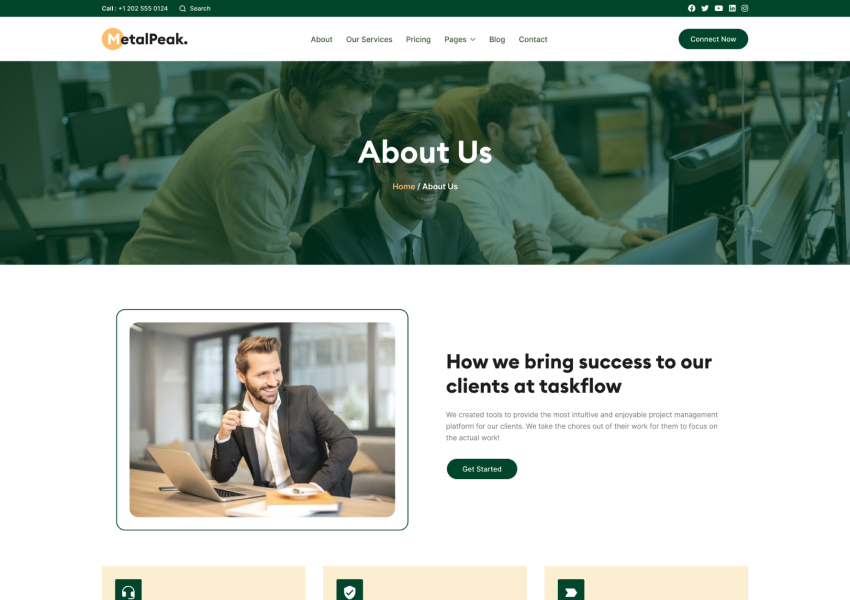 Call : +1 202 555 0124 Search
MetalPeak.
About Our Services Pricing Pages Blog Contact
Connect Now
About Us
Home / About Us
How we bring success to our
clients at taskflow
We created tools to provide the most intuitive and enjoyable project management
platform for our clients. We take the chores out of their work for them to focus on
the actual work!
Get Started